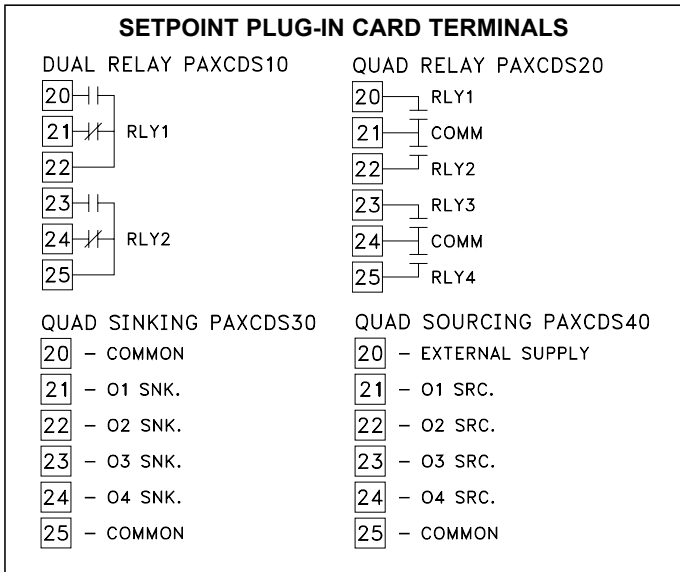 SETPOINT PLUG-IN CARD TERMINALS
DUAL RELAY PAXCDS10
20
21 RLY1
22
23
24 RLY2
25
QUAD RELAY PAXCDS20
20 RLY1
21 COMM
22 RLY2
23 RLY3
24 COMM
25 RLY4
QUAD SINKING PAXCDS30
20 - COMMON
21 - O1 SNK.
22 - O2 SNK.
23 - O3 SNK.
24 - O4 SNK.
25 - COMMON
QUAD SOURCING PAXCDS40
20 - EXTERNAL SUPPLY
21 - O1 SRC.
22 - O2 SRC.
23 - O3 SRC.
24 - O4 SRC.
25 - COMMON